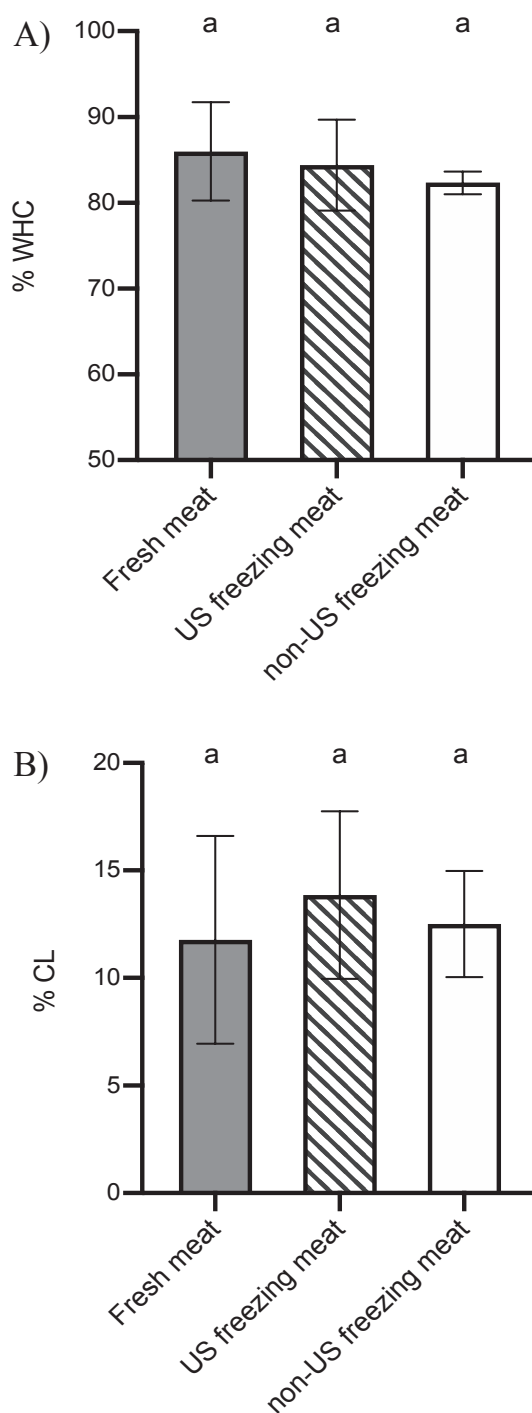 A)
a a a
100
90
80
70
60
50
% WHC
Fresh meat
US freezing meat
non-US freezing meat
B)
a a a
20
15
10
5
0
% CL
Fresh meat
US freezing meat
non-US freezing meat